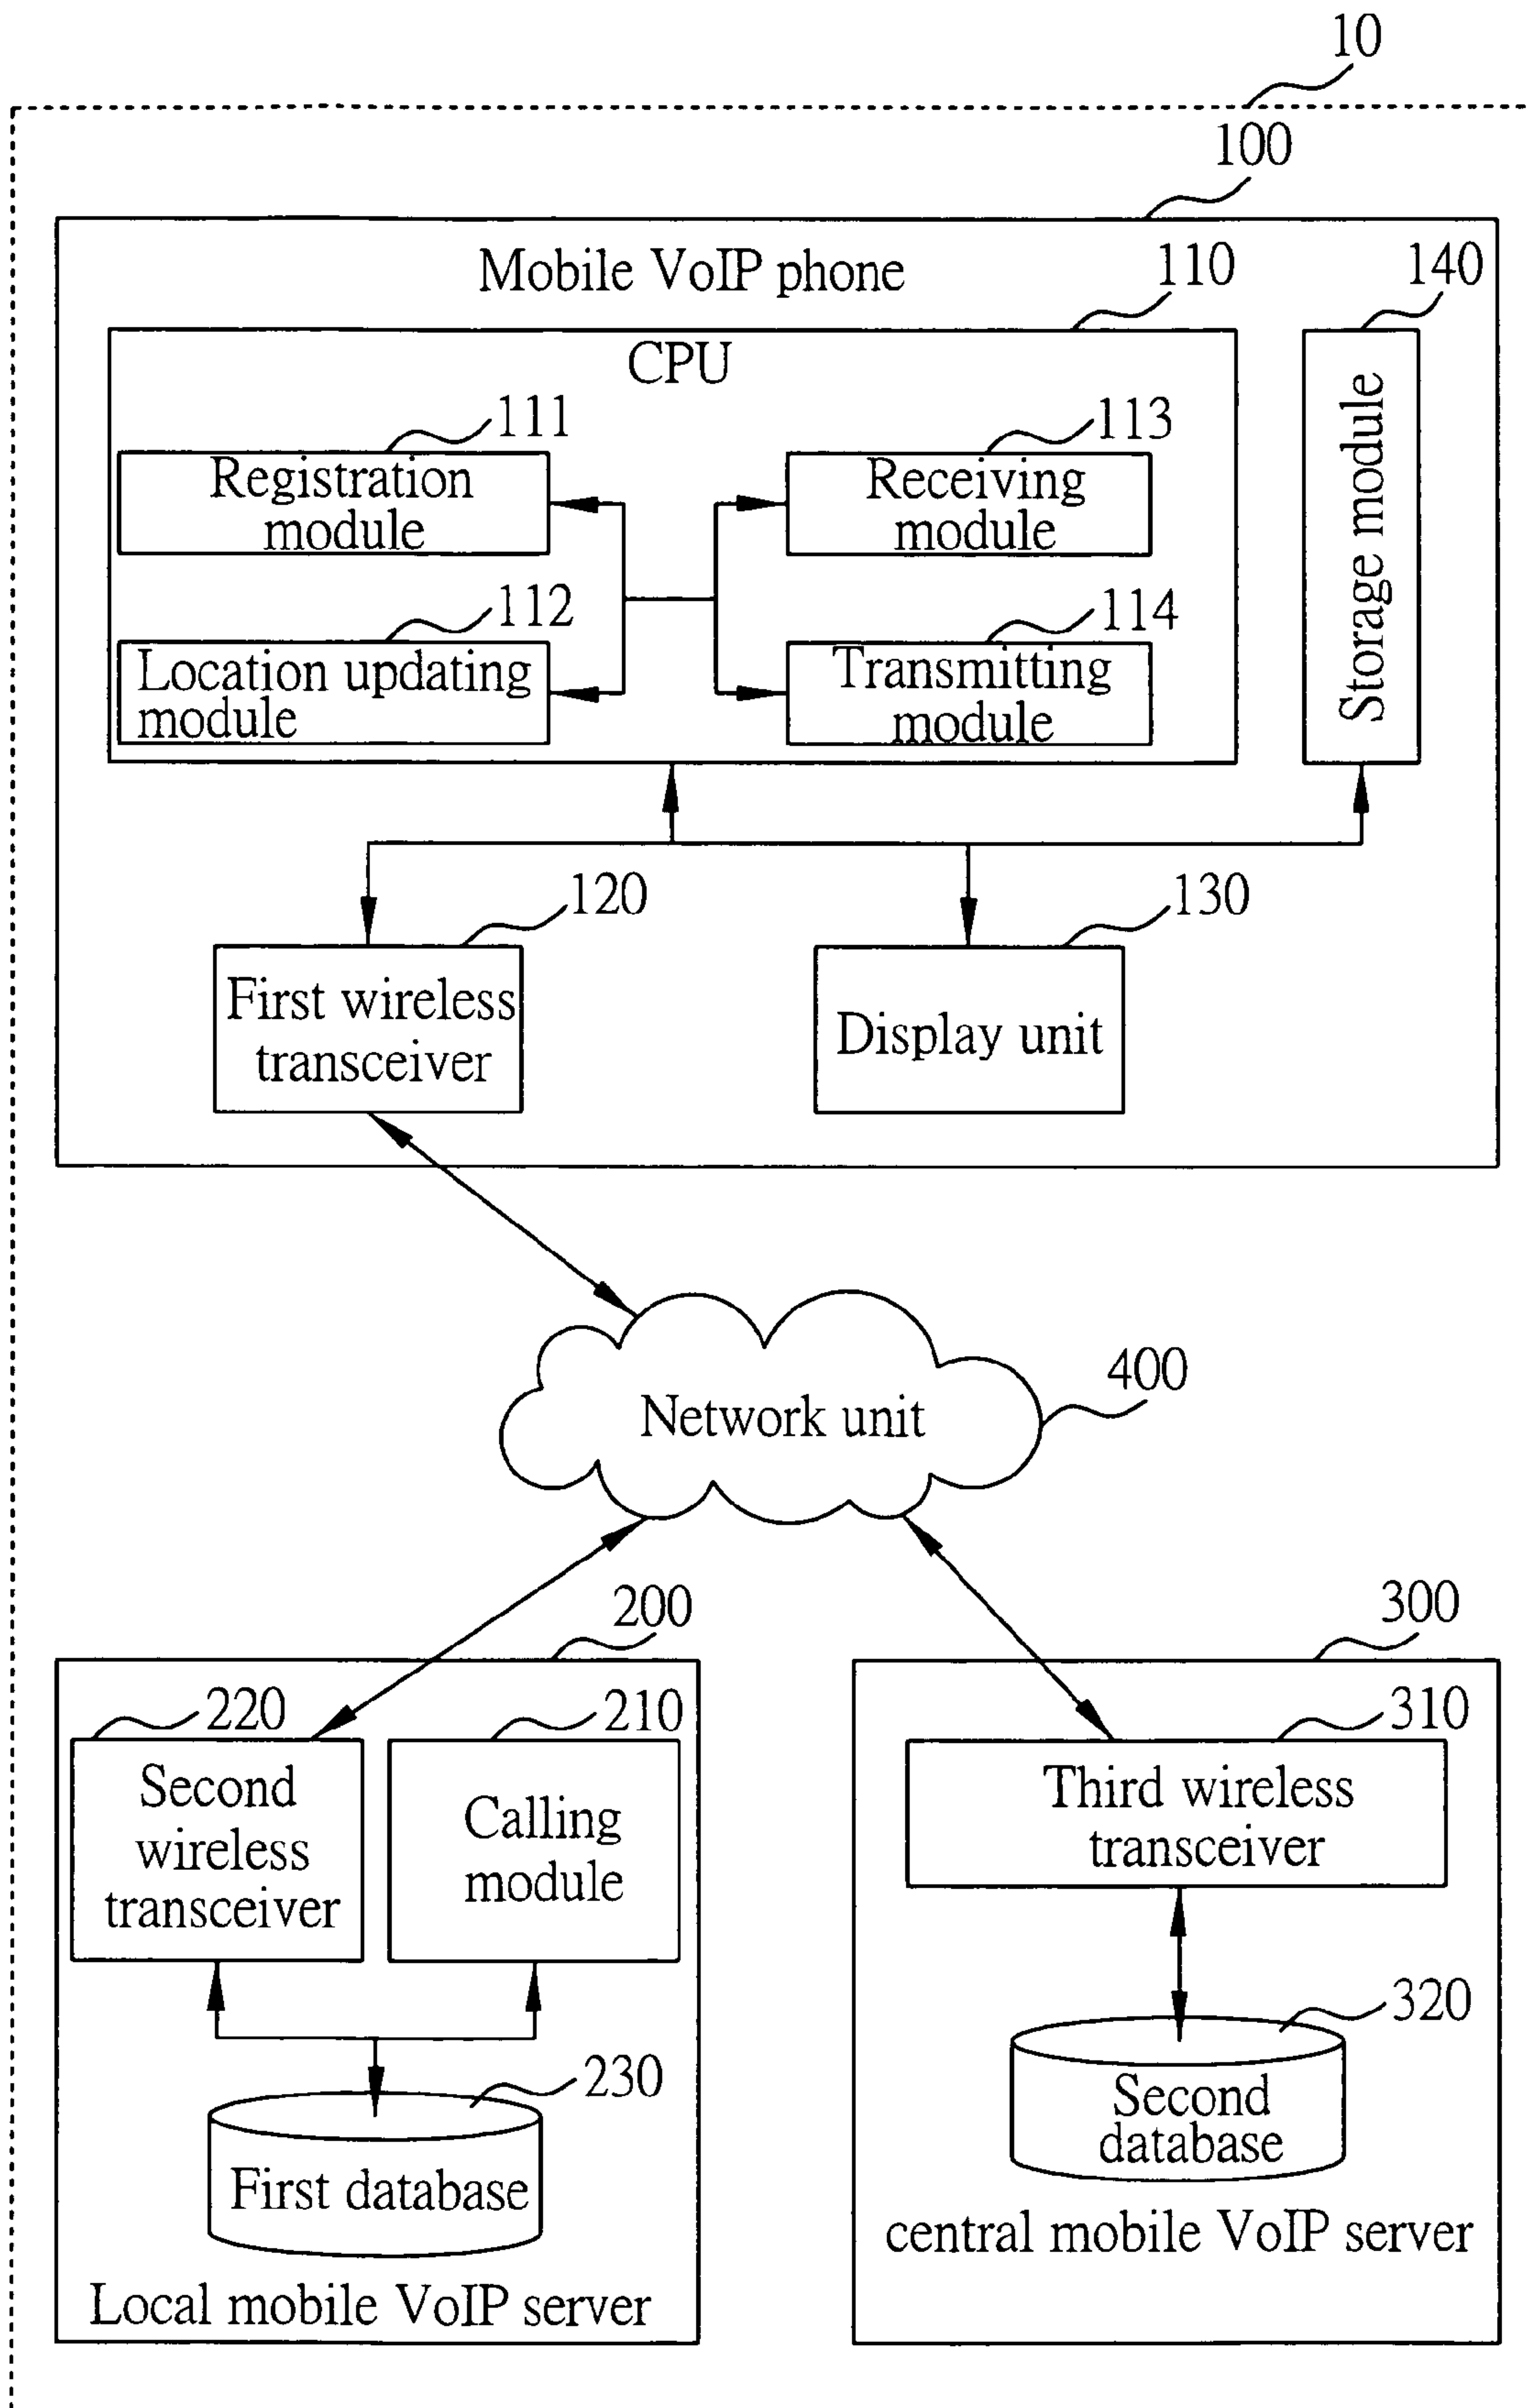 10
100
Mobile VoIP phone
110
140
CPU
111
Registration
module
113
Receiving
module
112
Location updating
module
114
Transmitting
module
Storage module
120
First wireless
transceiver
130
Display unit
Network unit
400
200
220
Second
wireless
transceiver
210
Calling
module
230
First database
Local mobile VoIP server
300
310
Third wireless
transceiver
320
Second
database
central mobile VoIP server